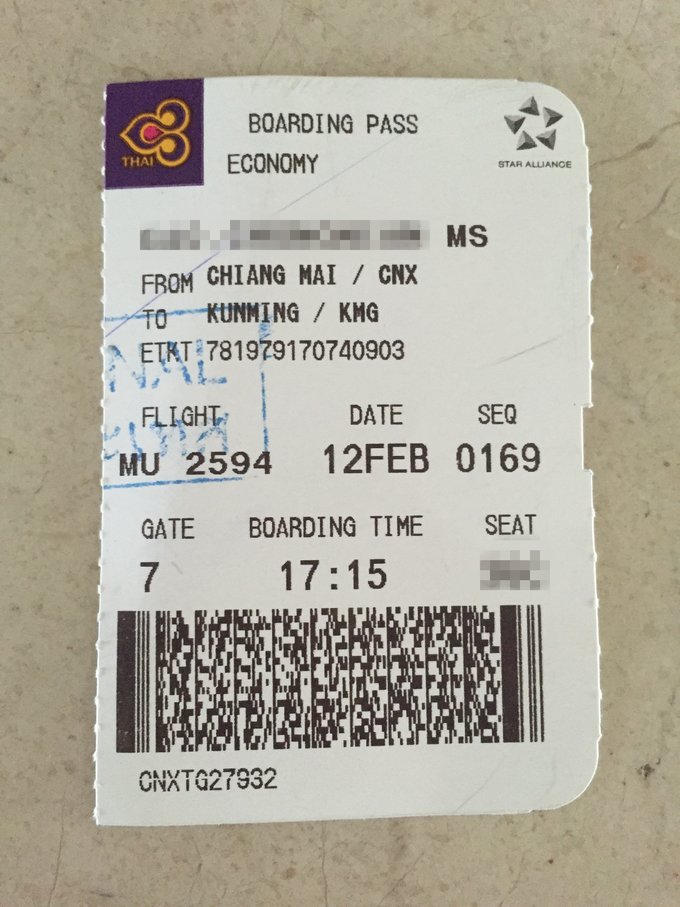 THAI
BOARDING PASS
STAR ALLIANCE
ECONOMY
MS
FROM CHIANG MAI / CNX
TO KUNMING / KMG
ETKT 781979170740903
NAL
FLIGHT DATE SEQ
MU 2594 12FEB 0169
GATE BOARDING TIME SEAT
7 17:15
CNXTG27932